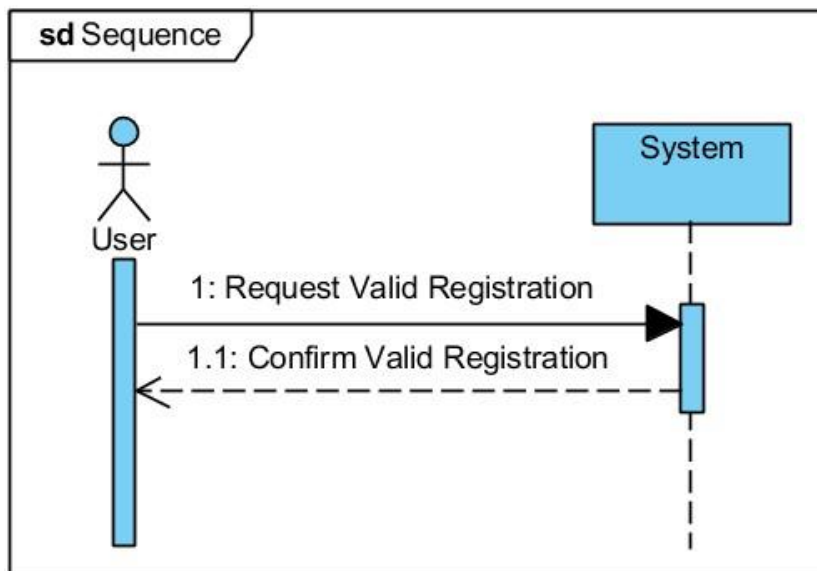 sd Sequence
System
User
1: Request Valid Registration
1.1: Confirm Valid Registration